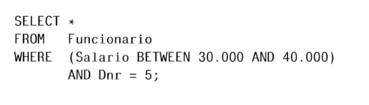 SELECT *
FROM Funcionario
WHERE (Salario BETWEEN 30.000 AND 40.000)
AND Dnr = 5;